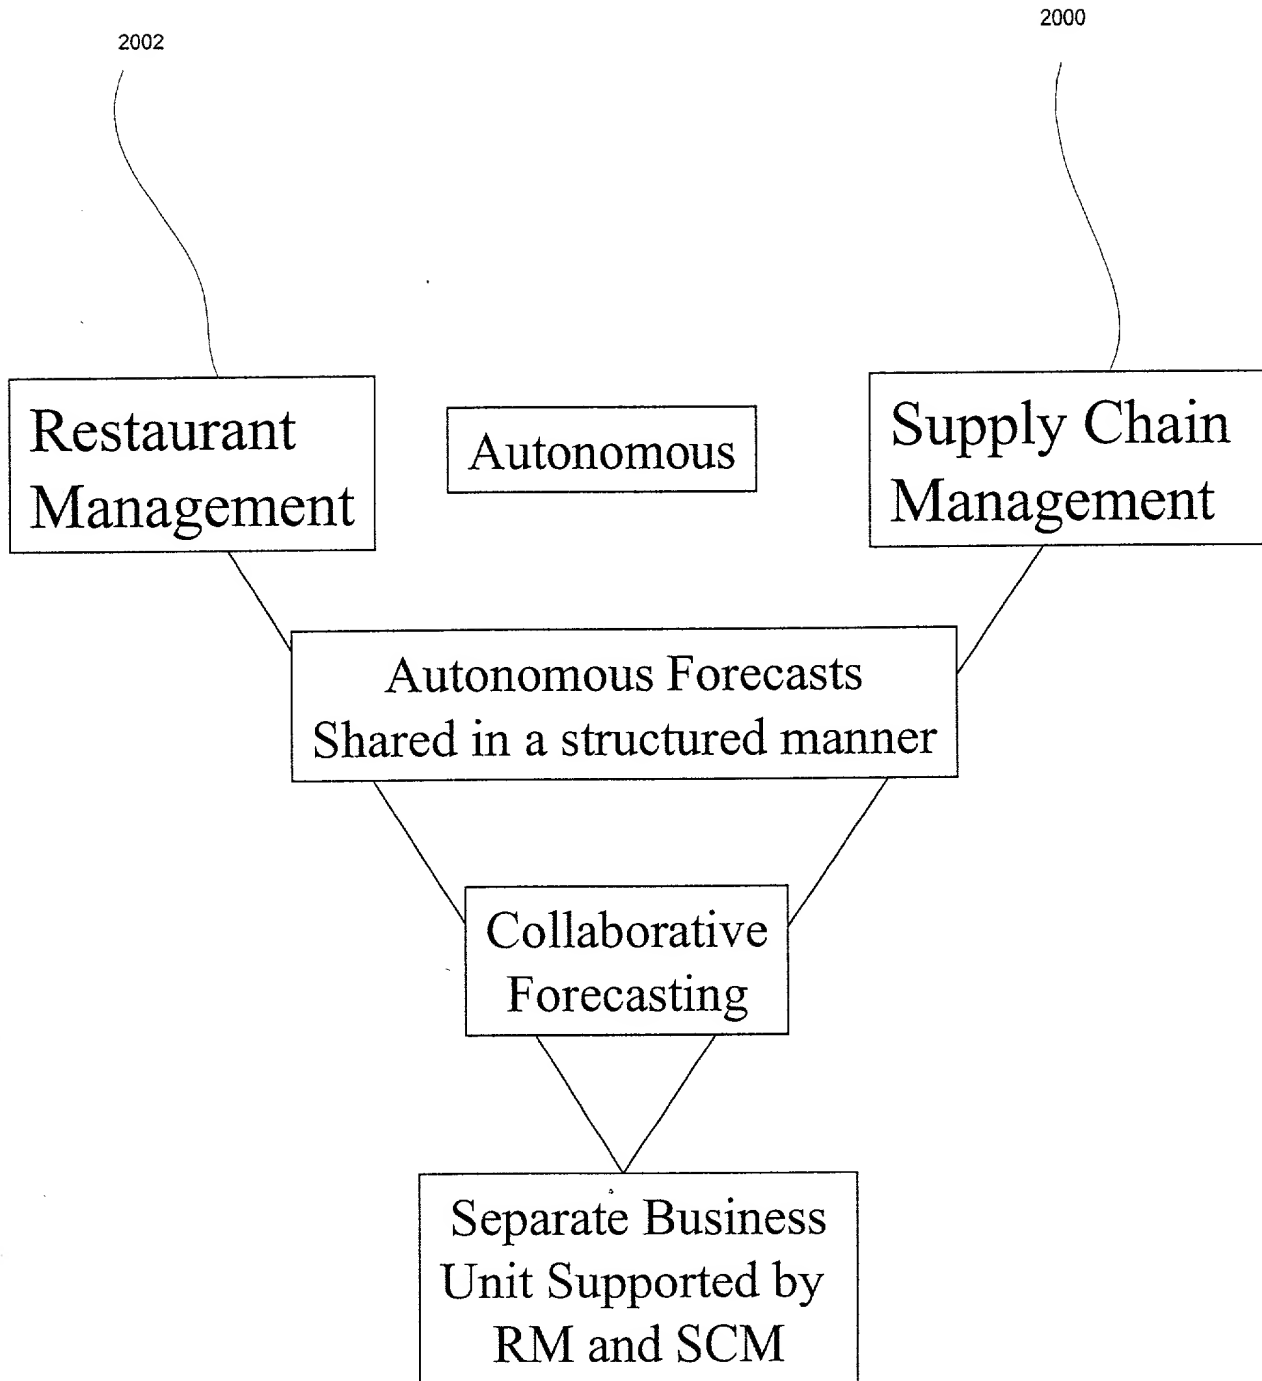 2002
2000
Restaurant
Management
Autonomous
Supply Chain
Management
Autonomous Forecasts
Shared in a structured manner
Collaborative
Forecasting
Separate Business
Unit Supported by
RM and SCM